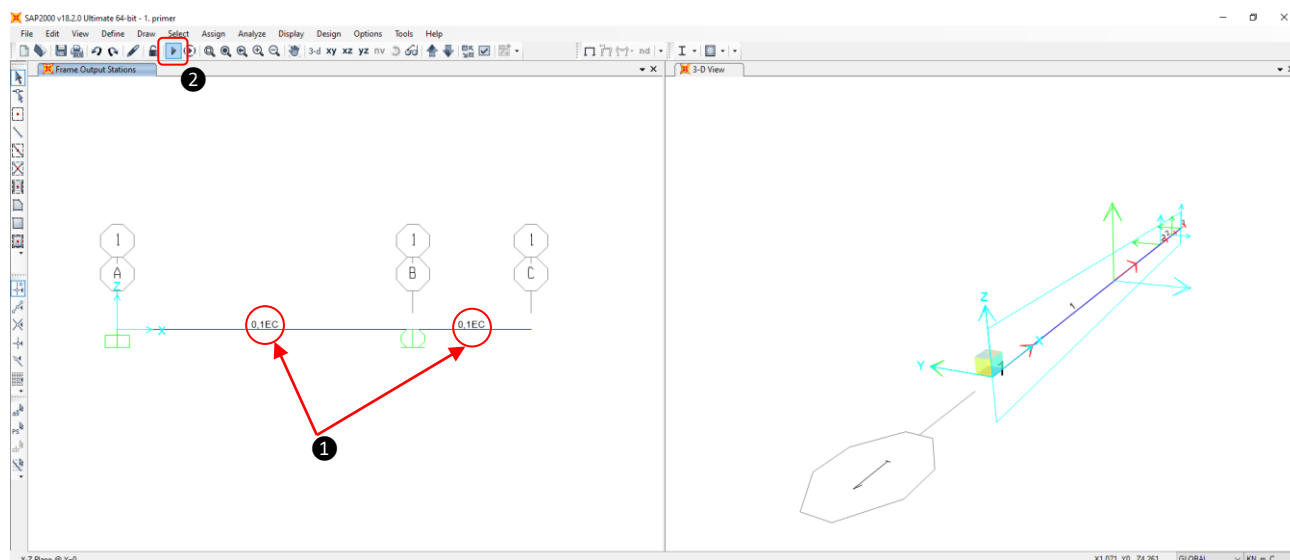 SAP2000 v18.2.0 Ultimate 64-bit - 1. primer
File Edit View Define Draw Select Assign Analyze Display Design Options Tools Help
3-d xy xz yz nv nd
2
Frame Output Stations
3-D View
1 1 1
A B C
Z
X
0,1EC 0,1EC
1
Z
X
Y
1
1
X-Z Plane @ Y=0
X1,071 Y0 Z4,261 GLOBAL KN, m, C